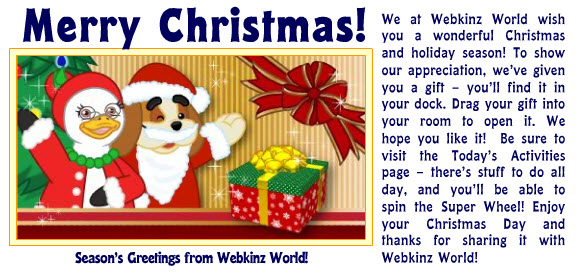 Merry Christmas!
We at Webkinz World wish
you a wonderful Christmas
and holiday season! To show
our appreciation, we've given
you a gift – you'll find it in
your dock. Drag your gift into
your room to open it. We
hope you like it! Be sure to
visit the Today's Activities
page – there's stuff to do all
day, and you'll be able to
spin the Super Wheel! Enjoy
your Christmas Day and
thanks for sharing it with
Webkinz World!
Season's Greetings from Webkinz World!